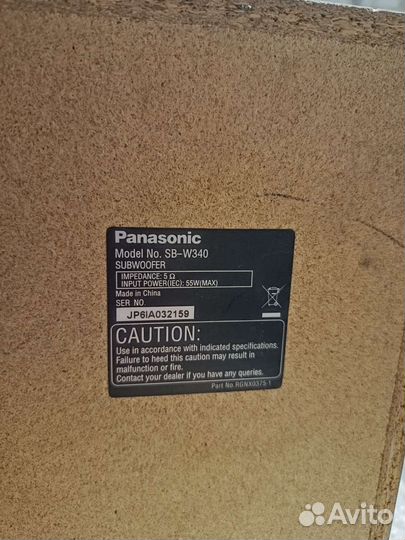 Panasonic
Model No. SB-W340
SUBWOOFER
IMPEDANCE: 5 Ω
INPUT POWER(IEC): 55W(MAX)
Made in China
SER NO.
JP6IA032159
CAUTION:
Use in accordance with indicated specifications.
Failure to heed this caution may result in
malfunction or fire.
Contact your dealer if you have any questions.
Part No. RGNX0375-1
Avito